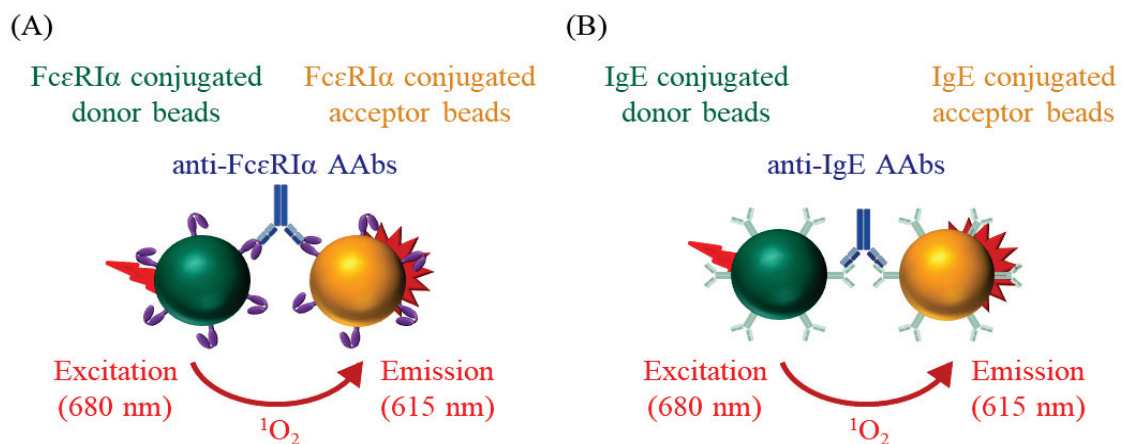 (A)
FcεRIα conjugated
donor beads
FcεRIα conjugated
acceptor beads
anti-FcεRIα AAbs
Excitation
(680 nm)
¹O₂
Emission
(615 nm)
(B)
IgE conjugated
donor beads
IgE conjugated
acceptor beads
anti-IgE AAbs
Excitation
(680 nm)
¹O₂
Emission
(615 nm)